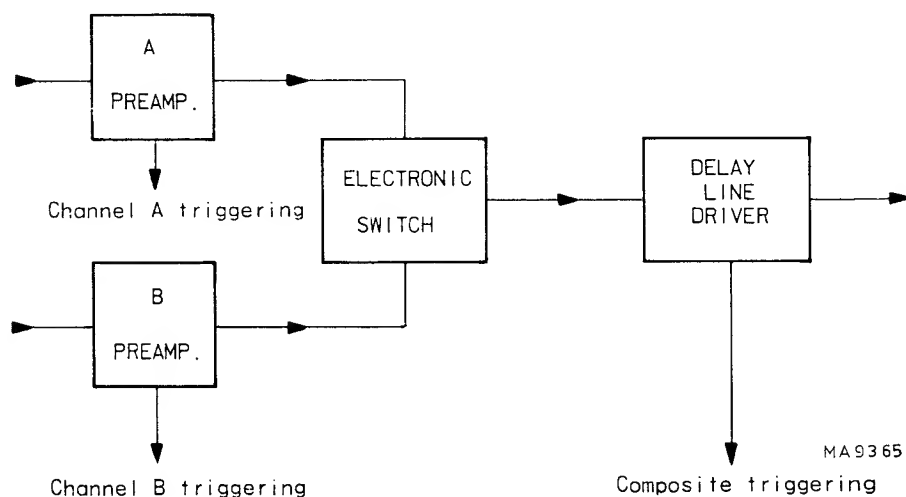 A
PREAMP.
Channel A triggering
ELECTRONIC
SWITCH
DELAY
LINE
DRIVER
B
PREAMP.
Channel B triggering
MA9365
Composite triggering